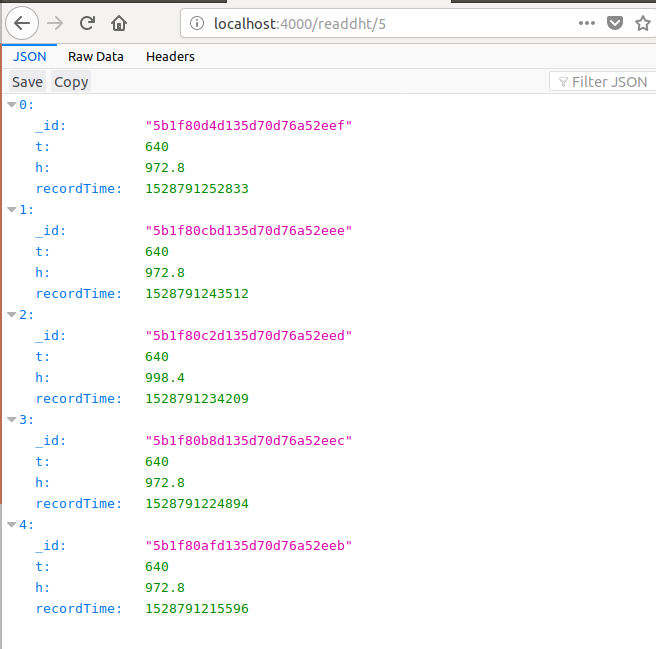 localhost:4000/readdht/5
JSON Raw Data Headers
Save Copy Filter JSON
0:
_id: "5b1f80d4d135d70d76a52eef"
t: 640
h: 972.8
recordTime: 1528791252833
1:
_id: "5b1f80cbd135d70d76a52eee"
t: 640
h: 972.8
recordTime: 1528791243512
2:
_id: "5b1f80c2d135d70d76a52eed"
t: 640
h: 998.4
recordTime: 1528791234209
3:
_id: "5b1f80b8d135d70d76a52eec"
t: 640
h: 972.8
recordTime: 1528791224894
4:
_id: "5b1f80afd135d70d76a52eeb"
t: 640
h: 972.8
recordTime: 1528791215596